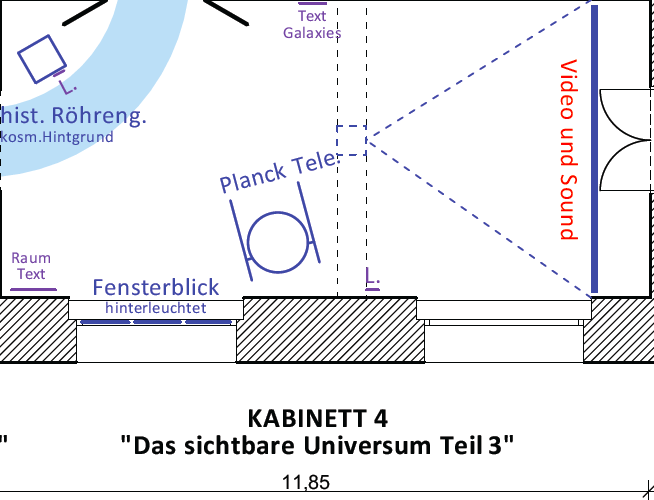 Text
Galaxies
L.
hist. Röhreng.
kosm.Hintgrund
Planck Tele.
Video und Sound
Raum
Text
Fensterblick
hinterleuchtet
L.
KABINETT 4
"
"Das sichtbare Universum Teil 3"
11,85